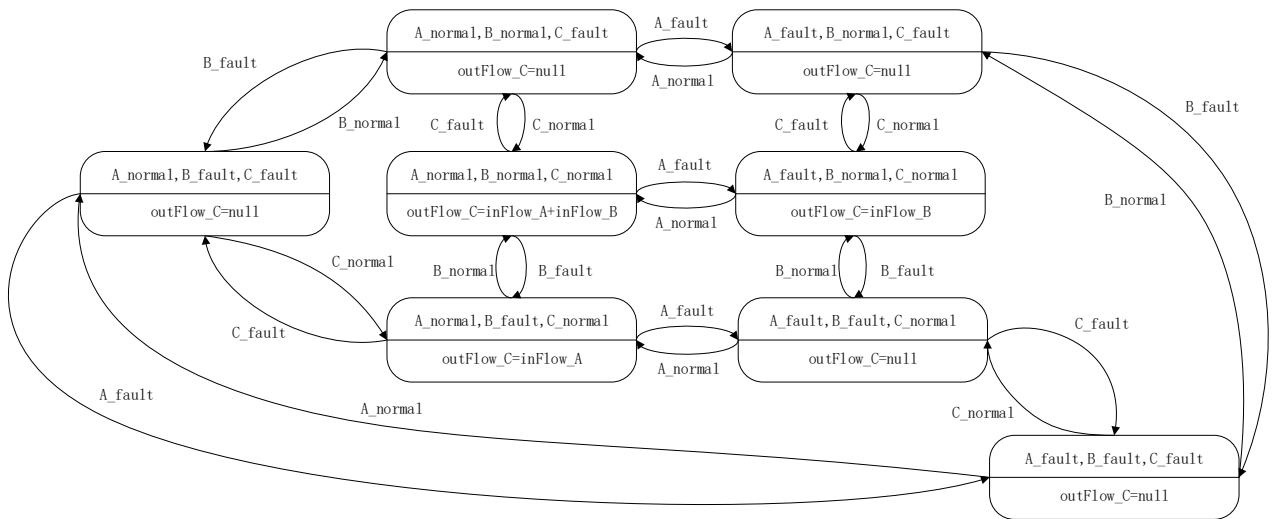 A_normal,B_normal,C_fault
outFlow_C=null
A_fault
A_normal
A_fault,B_normal,C_fault
outFlow_C=null
B_fault
B_normal
C_fault
C_normal
C_fault
C_normal
B_fault
B_normal
A_normal,B_fault,C_fault
outFlow_C=null
A_normal,B_normal,C_normal
outFlow_C=inFlow_A+inFlow_B
A_fault
A_normal
A_fault,B_normal,C_normal
outFlow_C=inFlow_B
C_normal
C_fault
B_normal
B_fault
B_normal
B_fault
A_normal,B_fault,C_normal
outFlow_C=inFlow_A
A_fault
A_normal
A_fault,B_fault,C_normal
outFlow_C=null
C_fault
C_normal
A_fault
A_normal
A_fault,B_fault,C_fault
outFlow_C=null